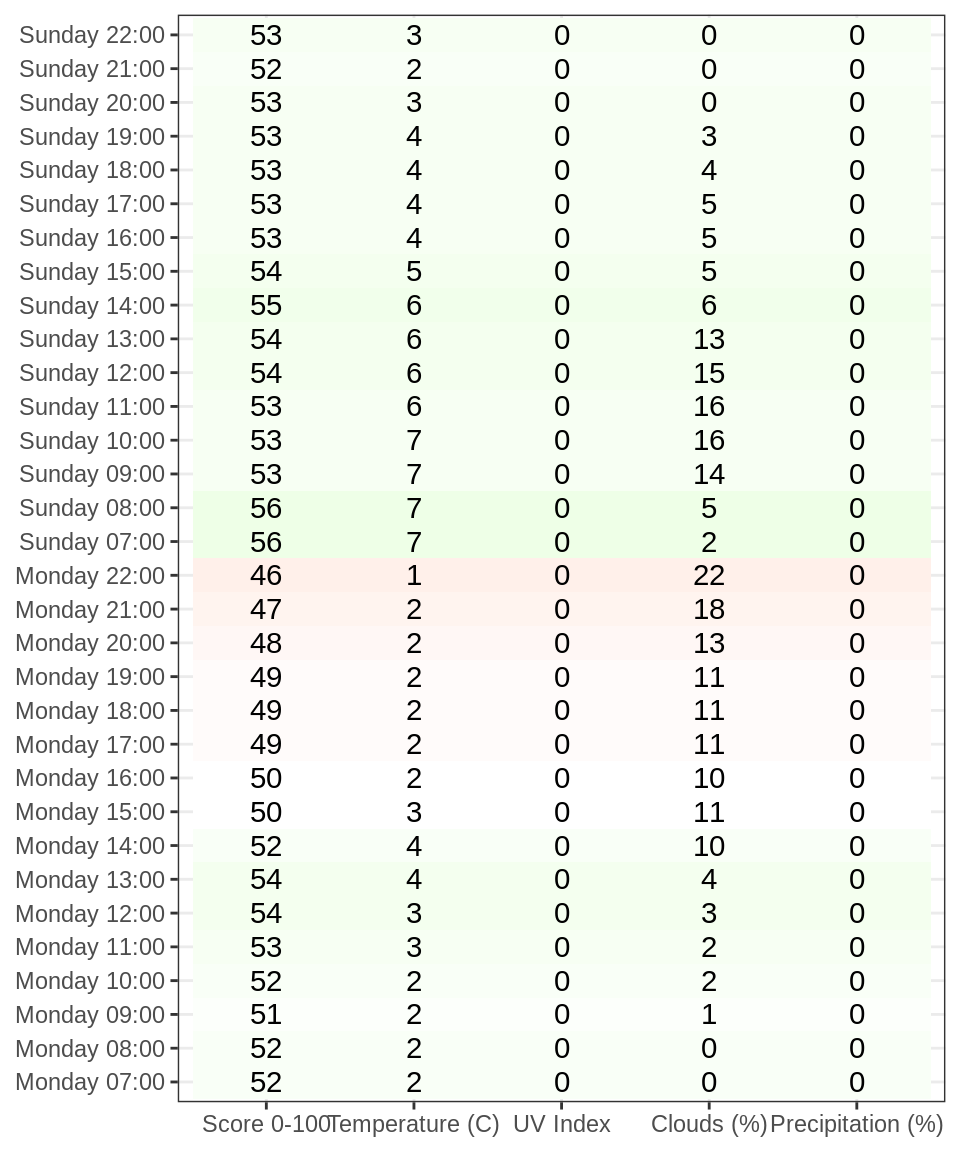 Sunday 22:00 53 3 0 0 0
Sunday 21:00 52 2 0 0 0
Sunday 20:00 53 3 0 0 0
Sunday 19:00 53 4 0 3 0
Sunday 18:00 53 4 0 4 0
Sunday 17:00 53 4 0 5 0
Sunday 16:00 53 4 0 5 0
Sunday 15:00 54 5 0 5 0
Sunday 14:00 55 6 0 6 0
Sunday 13:00 54 6 0 13 0
Sunday 12:00 54 6 0 15 0
Sunday 11:00 53 6 0 16 0
Sunday 10:00 53 7 0 16 0
Sunday 09:00 53 7 0 14 0
Sunday 08:00 56 7 0 5 0
Sunday 07:00 56 7 0 2 0
Monday 22:00 46 1 0 22 0
Monday 21:00 47 2 0 18 0
Monday 20:00 48 2 0 13 0
Monday 19:00 49 2 0 11 0
Monday 18:00 49 2 0 11 0
Monday 17:00 49 2 0 11 0
Monday 16:00 50 2 0 10 0
Monday 15:00 50 3 0 11 0
Monday 14:00 52 4 0 10 0
Monday 13:00 54 4 0 4 0
Monday 12:00 54 3 0 3 0
Monday 11:00 53 3 0 2 0
Monday 10:00 52 2 0 2 0
Monday 09:00 51 2 0 1 0
Monday 08:00 52 2 0 0 0
Monday 07:00 52 2 0 0 0
Score 0-100 Temperature (C) UV Index Clouds (%) Precipitation (%)